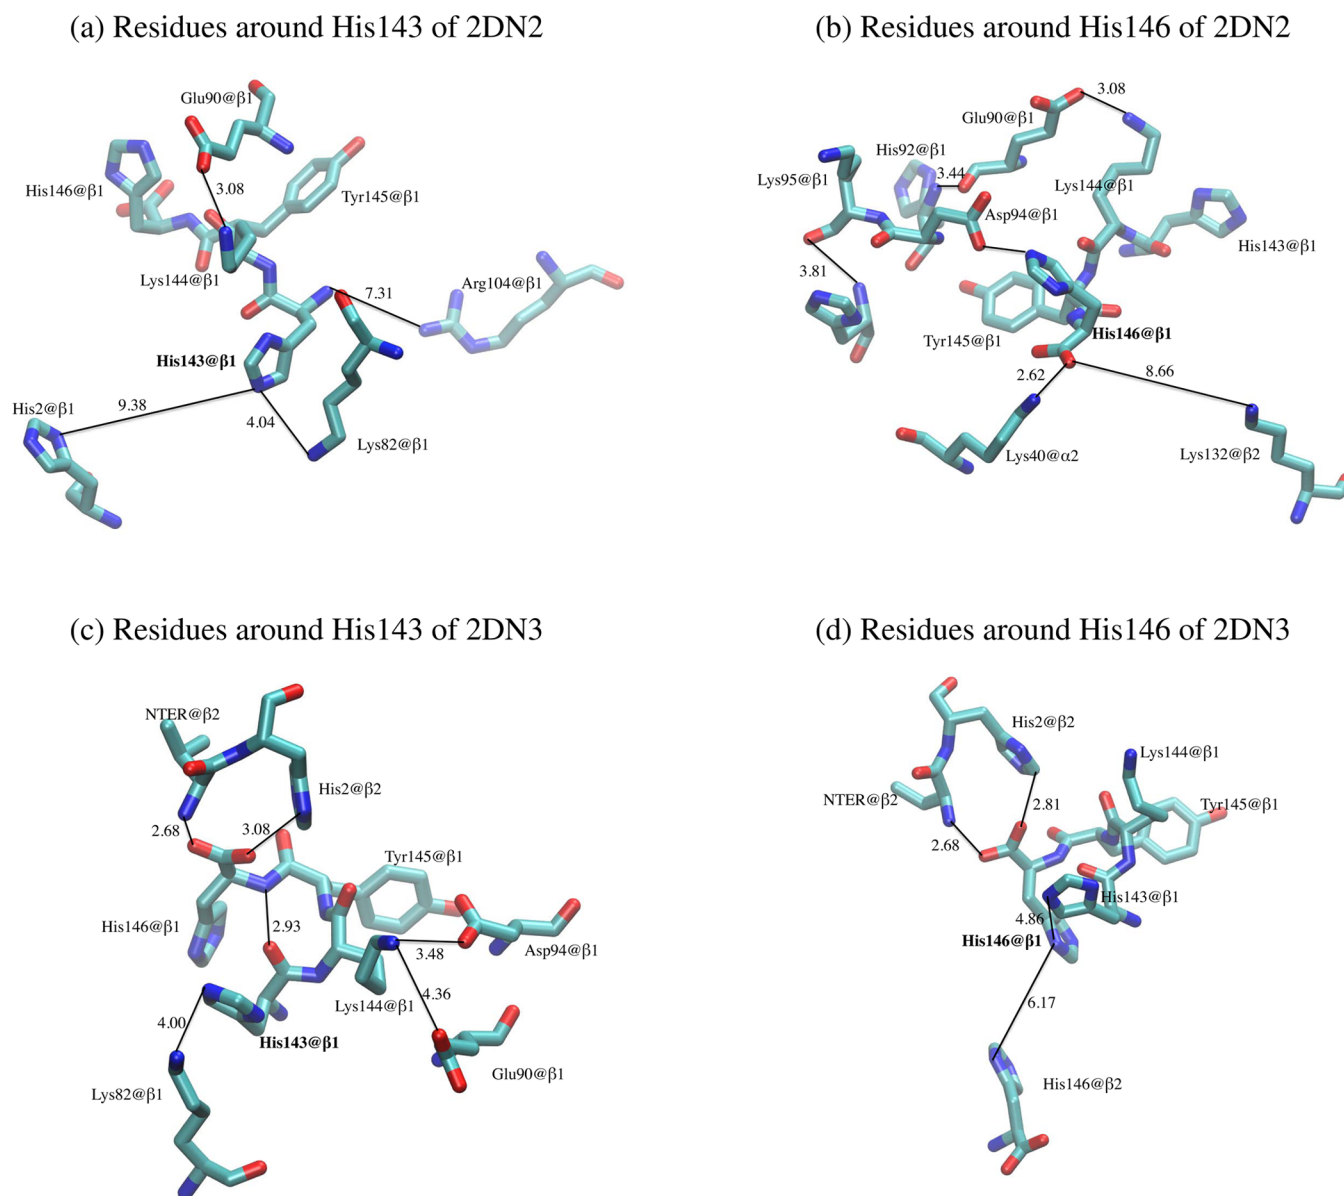 (a) Residues around His143 of 2DN2
Glu90@β1
His146@β1
3.08
Tyr145@β1
Lys144@β1
7.31
Arg104@β1
His143@β1
9.38
His2@β1
4.04
Lys82@β1
(b) Residues around His146 of 2DN2
3.08
Glu90@β1
His92@β1
Lys95@β1
3.44
Lys144@β1
Asp94@β1
His143@β1
3.81
Tyr145@β1
His146@β1
2.62
8.66
Lys40@α2
Lys132@β2
(c) Residues around His143 of 2DN3
NTER@β2
His2@β2
2.68
3.08
Tyr145@β1
His146@β1
2.93
3.48
Asp94@β1
Lys144@β1
4.36
4.00
His143@β1
Glu90@β1
Lys82@β1
(d) Residues around His146 of 2DN3
His2@β2
Lys144@β1
NTER@β2
2.81
Tyr145@β1
2.68
His143@β1
4.86
His146@β1
6.17
His146@β2